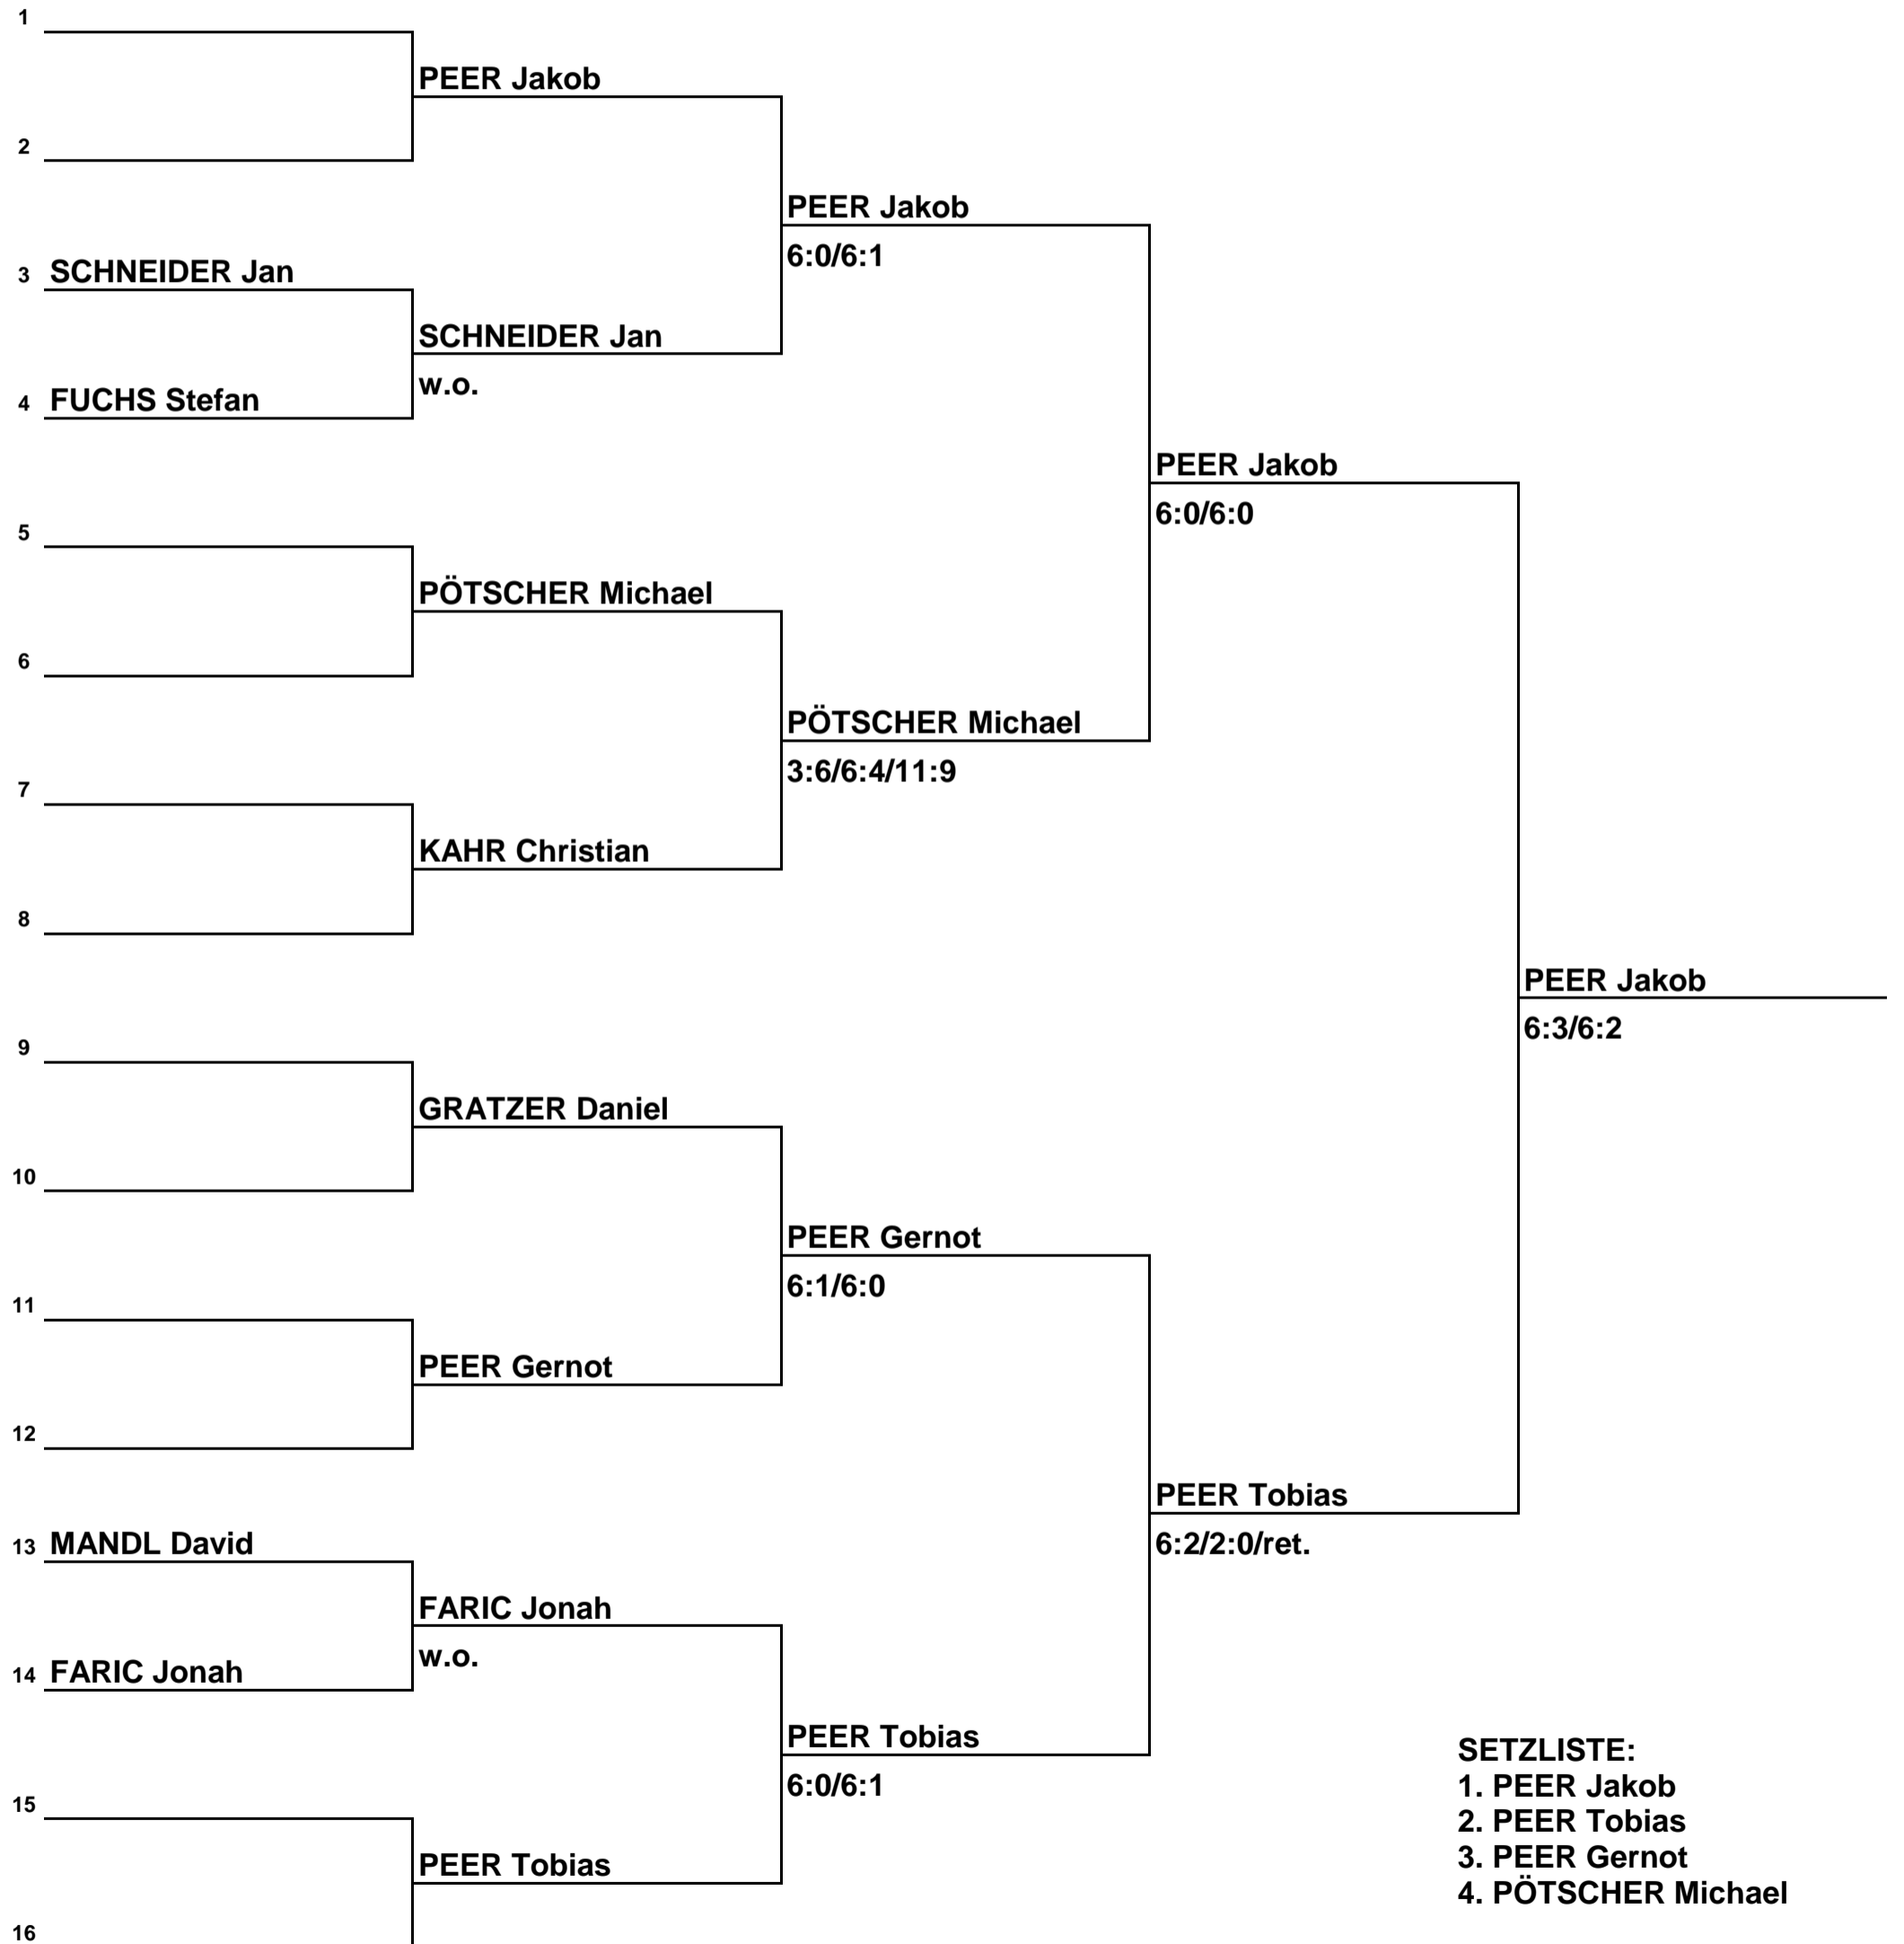 1
PEER Jakob
2
PEER Jakob
6:0/6:1
3 SCHNEIDER Jan
SCHNEIDER Jan
w.o.
4 FUCHS Stefan
PEER Jakob
6:0/6:0
5
PÖTSCHER Michael
6
PÖTSCHER Michael
3:6/6:4/11:9
7
KAHR Christian
8
PEER Jakob
6:3/6:2
9
GRATZER Daniel
10
PEER Gernot
6:1/6:0
11
PEER Gernot
12
PEER Tobias
6:2/2:0/ret.
13 MANDL David
FARIC Jonah
w.o.
14 FARIC Jonah
PEER Tobias
6:0/6:1
15
PEER Tobias
16
SETZLISTE:
1. PEER Jakob
2. PEER Tobias
3. PEER Gernot
4. PÖTSCHER Michael